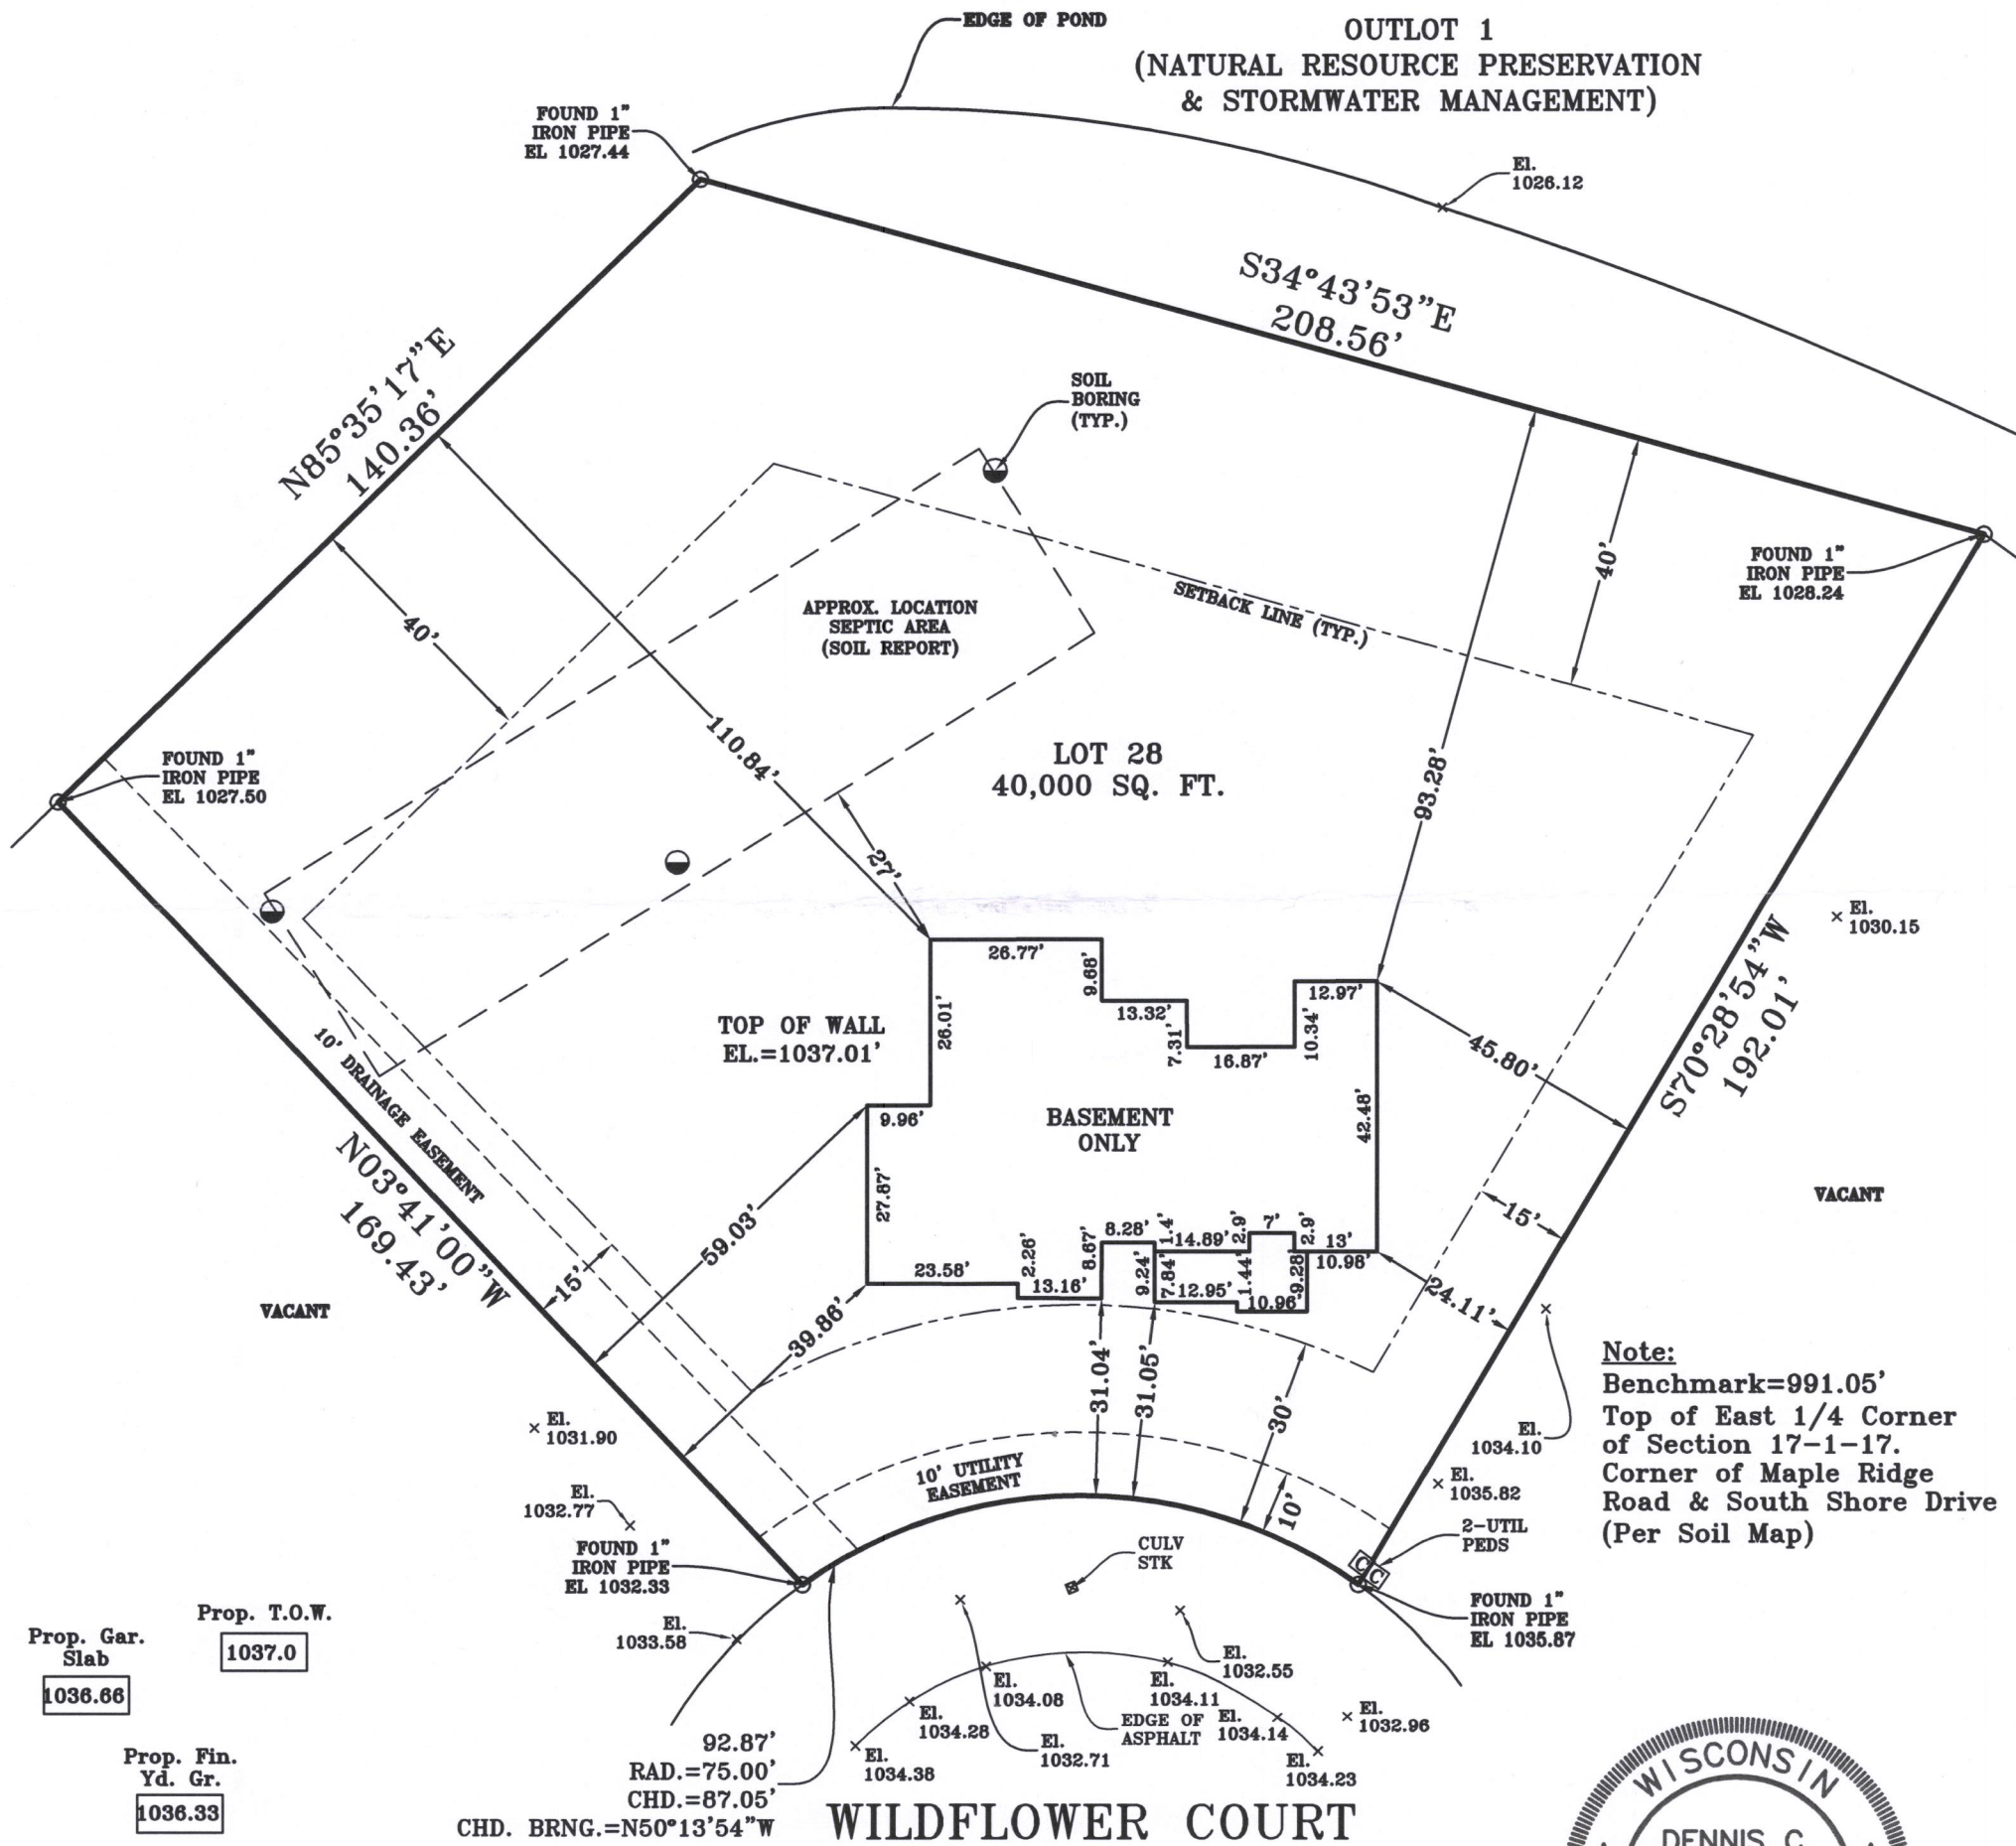 EDGE OF POND
OUTLOT 1
(NATURAL RESOURCE PRESERVATION
& STORMWATER MANAGEMENT)
FOUND 1"
IRON PIPE
EL 1027.44
El.
1026.12
S34°43'53"E
208.56'
N85°35'17"E
140.36'
SOIL
BORING
(TYP.)
FOUND 1"
IRON PIPE
EL 1028.24
40'
SETBACK LINE (TYP.)
40'
APPROX. LOCATION
SEPTIC AREA
(SOIL REPORT)
110.84'
LOT 28
40,000 SQ. FT.
93.28'
FOUND 1"
IRON PIPE
EL 1027.50
27'
El.
1030.15
S70°28'54"W
192.01'
26.77'
9.68'
13.32'
7.31'
16.87'
10.34'
12.97'
26.01'
TOP OF WALL
EL.=1037.01'
45.80'
10' DRAINAGE EASEMENT
N03°41'00"W
169.43'
9.96'
BASEMENT
ONLY
42.48'
27.87'
59.03'
15'
VACANT
15'
VACANT
23.58'
2.26'
13.16'
8.67'
8.28'
1.4'
9.24'
7.84'
14.89'
2.9'
7'
2.9'
13'
12.95'
1.44'
10.96'
9.28'
10.98'
24.11'
39.86'
31.04'
31.05'
30'
10'
10' UTILITY
EASEMENT
El.
1034.10
El.
1035.82
Note:
Benchmark=991.05'
Top of East 1/4 Corner
of Section 17-1-17.
Corner of Maple Ridge
Road & South Shore Drive
(Per Soil Map)
El.
1031.90
El.
1032.77
FOUND 1"
IRON PIPE
EL 1032.33
CULV
STK
2-UTIL
PEDS
C
C
FOUND 1"
IRON PIPE
EL 1035.87
El.
1033.58
El.
1032.55
El.
1034.08
El.
1034.11
El.
1034.28
EDGE OF
ASPHALT
El.
1034.14
El.
1032.96
El.
1032.71
El.
1034.38
El.
1034.23
Prop. T.O.W.
1037.0
Prop. Gar.
Slab
1036.66
Prop. Fin.
Yd. Gr.
1036.33
92.87'
RAD.=75.00'
CHD.=87.05'
CHD. BRNG.=N50°13'54"W
WILDFLOWER COURT
WISCONSIN
DENNIS C.